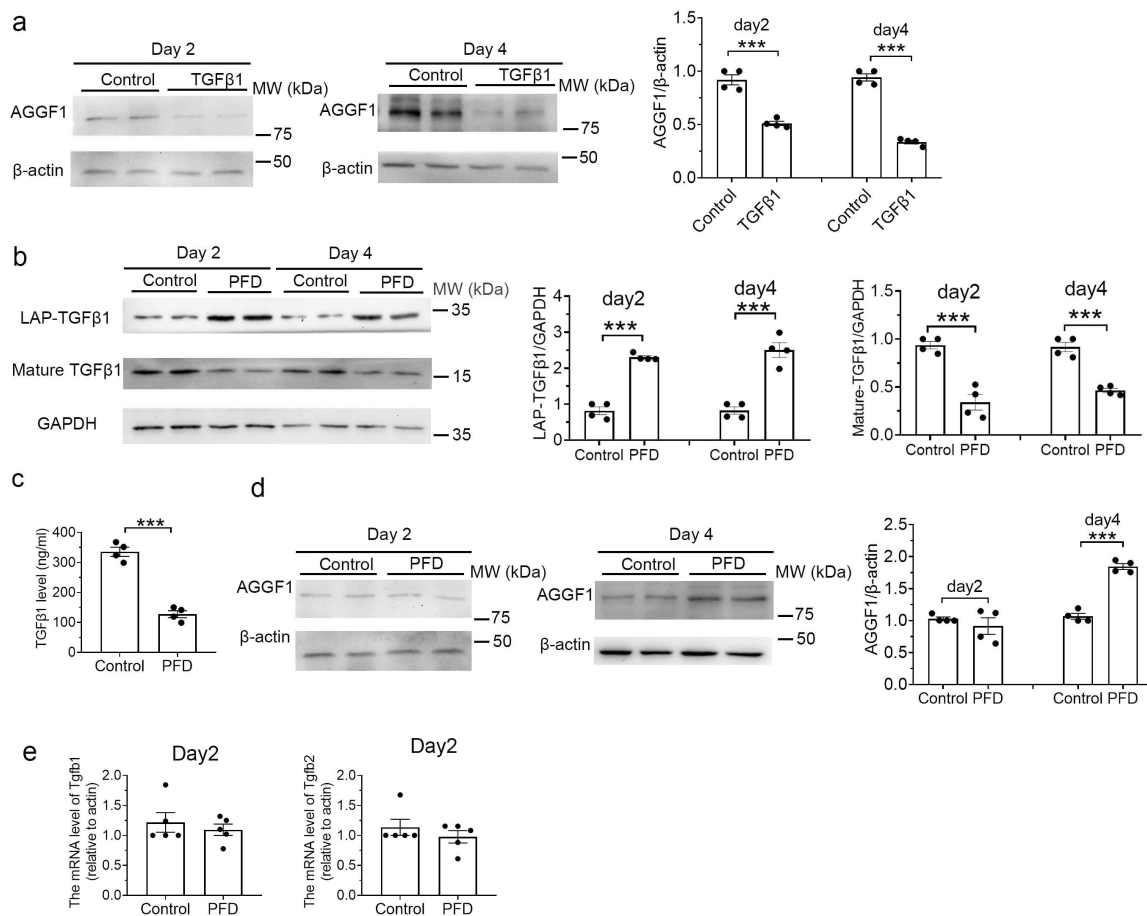 a
Day 2
Control TGFβ1 MW (kDa)
AGGF1
75
50
β-actin
Day 4
Control TGFβ1 MW (kDa)
AGGF1
75
50
β-actin
day2 day4
*** ***
AGGF1/β-actin
1.5
1.0
0.5
0.0
Control TGFβ1 Control TGFβ1
b
Day 2 Day 4
Control PFD Control PFD MW (kDa)
LAP-TGFβ1 35
Mature TGFβ1 15
GAPDH 35
day2 day4
*** ***
LAP-TGFβ1/GAPDH
4
3
2
1
0
Control PFD Control PFD
day2 day4
*** ***
Mature-TGFβ1/GAPDH
1.5
1.0
0.5
0.0
Control PFD Control PFD
c
***
TGFβ1 level (ng/ml)
400
300
200
150
100
0
Control PFD
d
Day 2
Control PFD MW (kDa)
AGGF1
75
50
β-actin
Day 4
Control PFD MW (kDa)
AGGF1
75
50
β-actin
day4
***
day2
AGGF1/β-actin
2.5
2.0
1.5
1.0
0.5
0.0
Control PFD Control PFD
e
Day2
The mRNA level of Tgfb1
(relative to actin)
2.0
1.5
1.0
0.5
0.0
Control PFD
Day2
The mRNA level of Tgfb2
(relative to actin)
2.0
1.5
1.0
0.5
0.0
Control PFD